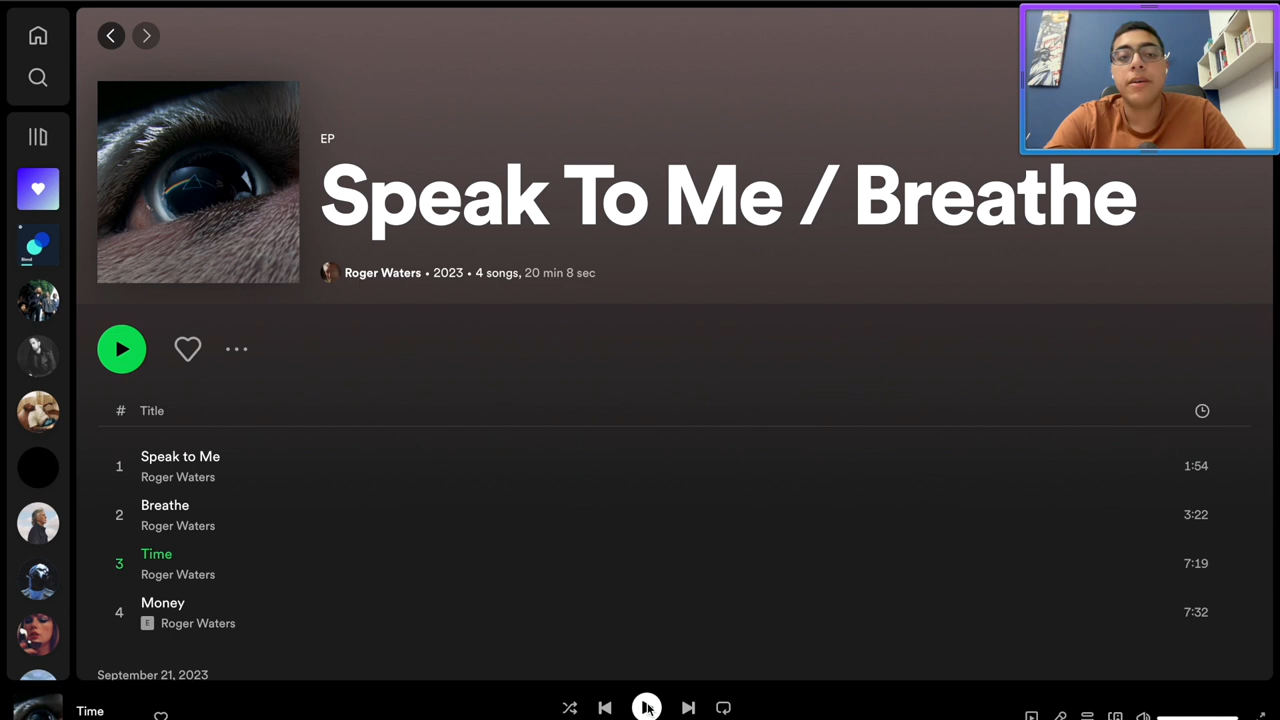 EP
Speak To Me / Breathe
Roger Waters • 2023 • 4 songs, 20 min 8 sec
# Title
1 Speak to Me 1:54
Roger Waters
2 Breathe 3:22
Roger Waters
3 Time 7:19
Roger Waters
4 Money 7:32
E Roger Waters
September 21, 2023
Time